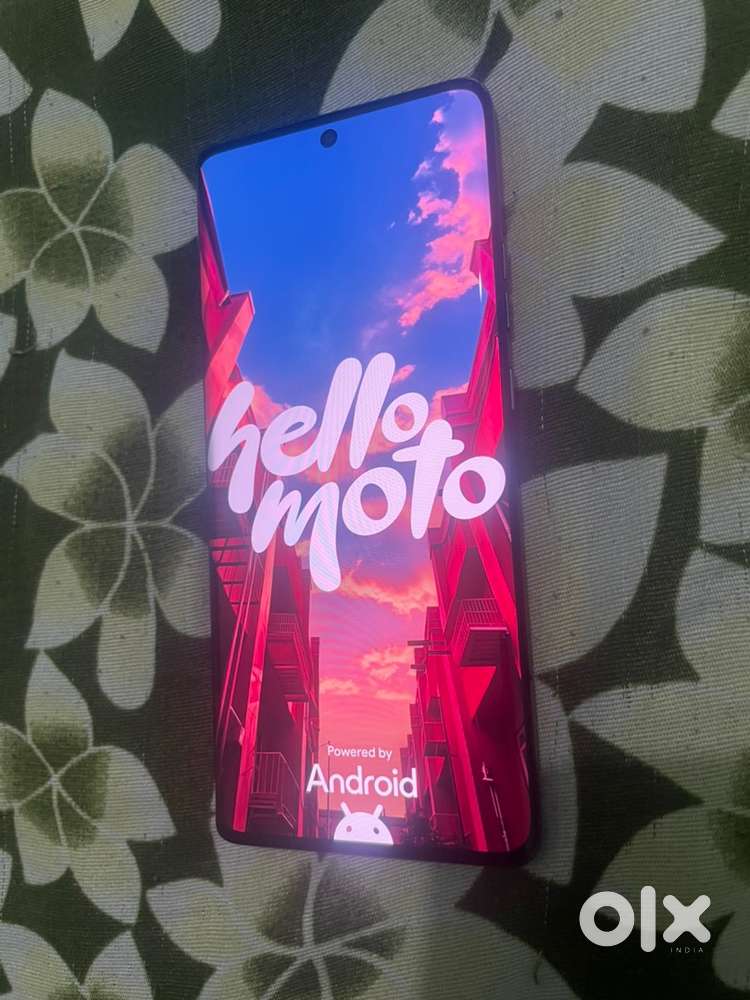 hello
moto
Powered by
Android
olx
INDIA